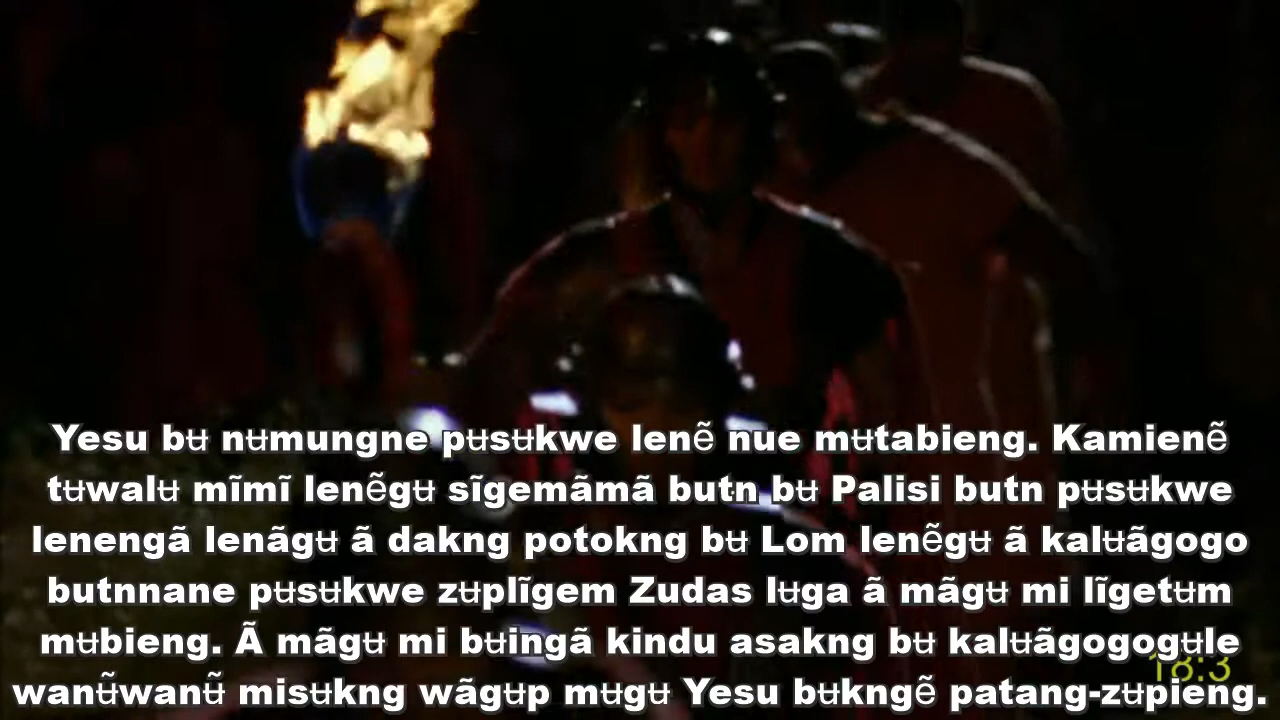 Yesu bʉ nʉmungne pʉsʉkwe lenẽ nue mʉtabieng. Kamienẽ
tʉwalʉ mĩmĩ lenẽgʉ sĩgemãmã butn bʉ Palisi butn pʉsʉkwe
lenengã lenãgʉ ã dakng potokng bʉ Lom lenẽgʉ ã kalʉãgogo
butnnane pʉsʉkwe zʉplĩgem Zudas lʉga ã mãgʉ mi lĩgetʉm
mʉbieng. Ã mãgʉ mi bʉingã kindu asakng bʉ kalʉãgogogʉle
wanʉ̃wanʉ̃ misʉkng wãgʉp mʉgʉ Yesu bʉkngẽ patang-zʉpieng.
18:3